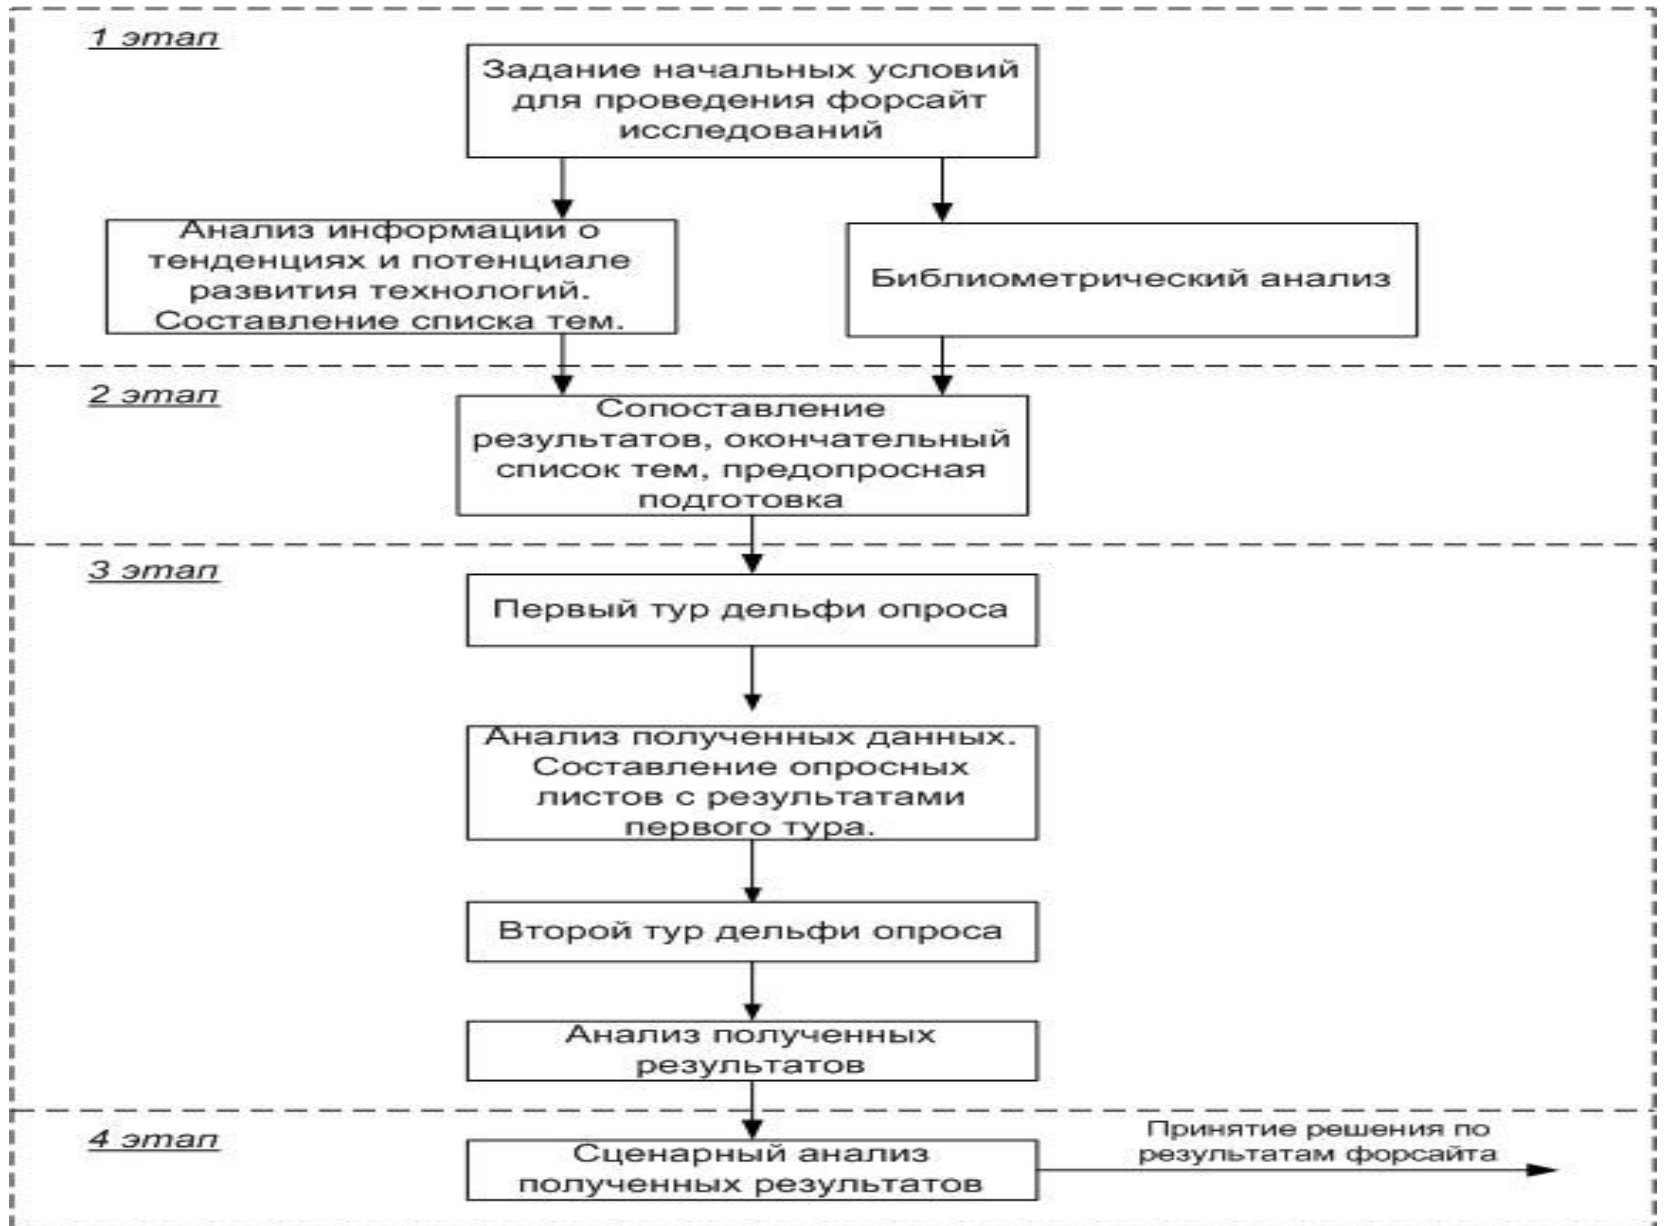 1 этап
Задание начальных условий
для проведения форсайт
исследований
Анализ информации о
тенденциях и потенциале
развития технологий.
Составление списка тем.
Библиометрический анализ
2 этап
Сопоставление
результатов, окончательный
список тем, предопросная
подготовка
3 этап
Первый тур дельфи опроса
Анализ полученных данных.
Составление опросных
листов с результатами
первого тура.
Второй тур дельфи опроса
Анализ полученных
результатов
4 этап
Сценарный анализ
полученных результатов
Принятие решения по
результатам форсайта